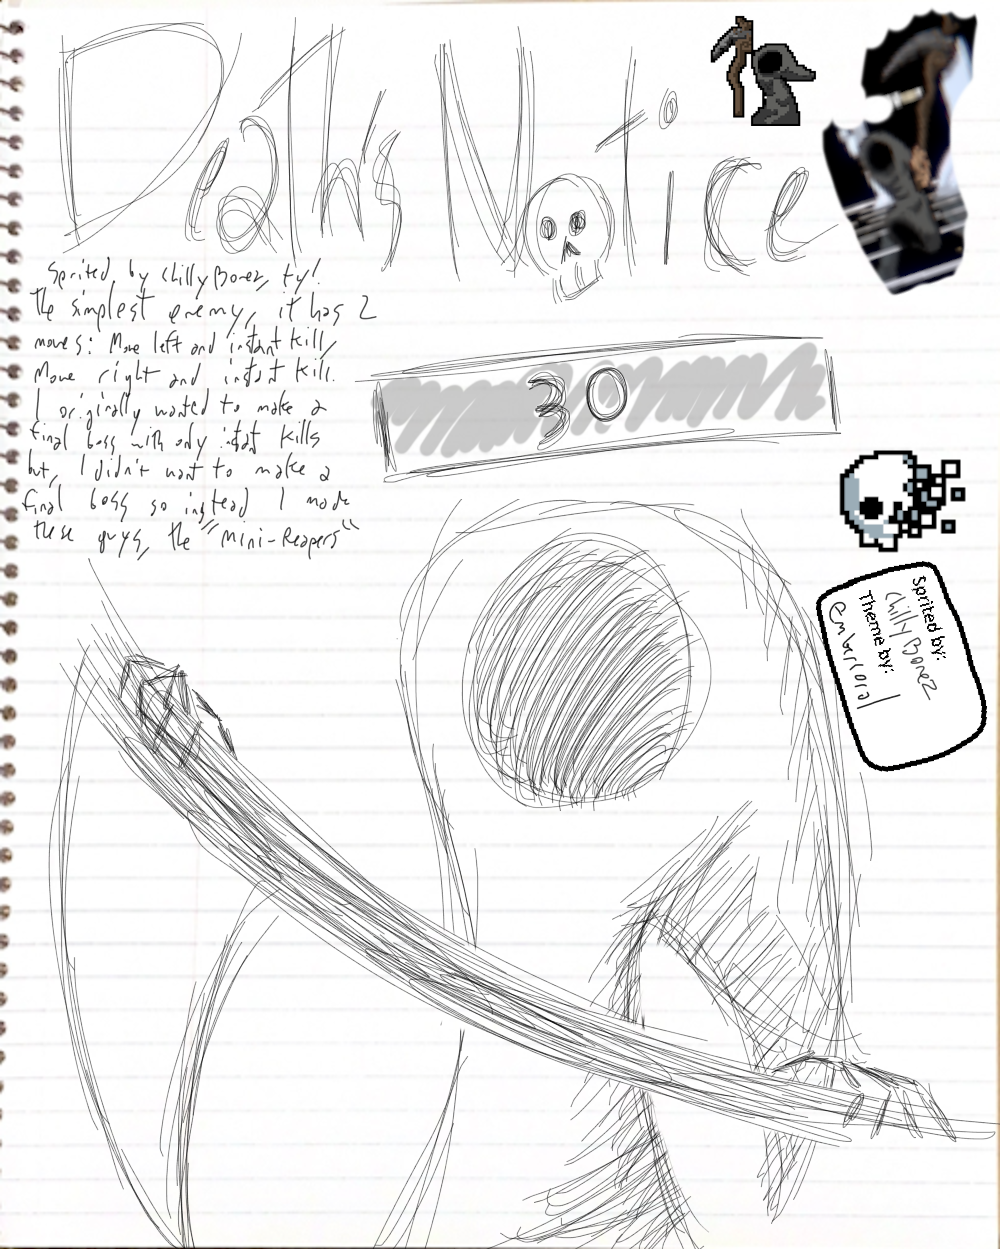 Death's Notice
Sprited by ChillyBonez, ty!
The simplest enemy, it has 2
moves: Move left and instant kill,
Move right and instant kill.
I originally wanted to make a
final boss with only instant kills
but, I didn't want to make a
final boss so instead I made
these guys, the "Mini-Reapers"
30
Sprited by:
ChillyBonez
Theme by:
embercoral